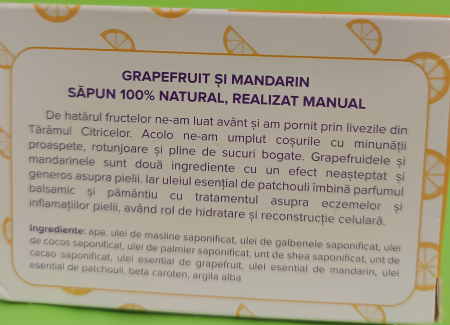 GRAPEFRUIT ȘI MANDARIN
SĂPUN 100% NATURAL, REALIZAT MANUAL
De hatârul fructelor ne-am luat avânt și am pornit prin livezile din
Tărâmul Citricelor. Acolo ne-am umplut coșurile cu minunății
proaspete, rotunjoare și pline de sucuri bogate. Grapefruidele și
mandarinele sunt două ingrediente cu un efect neașteptat și
generos asupra pielii. Iar uleiul esențial de patchouli îmbină parfumul
balsamic și pământiu cu tratamentul asupra eczemelor și
inflamațiilor pielii, având rol de hidratare și reconstrucție celulară.
Ingrediente: apa, ulei de masline saponificat, ulei de galbenele saponificat, ulei
de cocos saponificat, ulei de palmier saponificat, unt de shea saponificat, unt de
cacao saponificat, ulei esential de grapefruit, ulei esential de mandarin, ulei
esential de patchouli, beta caroten, argila alba